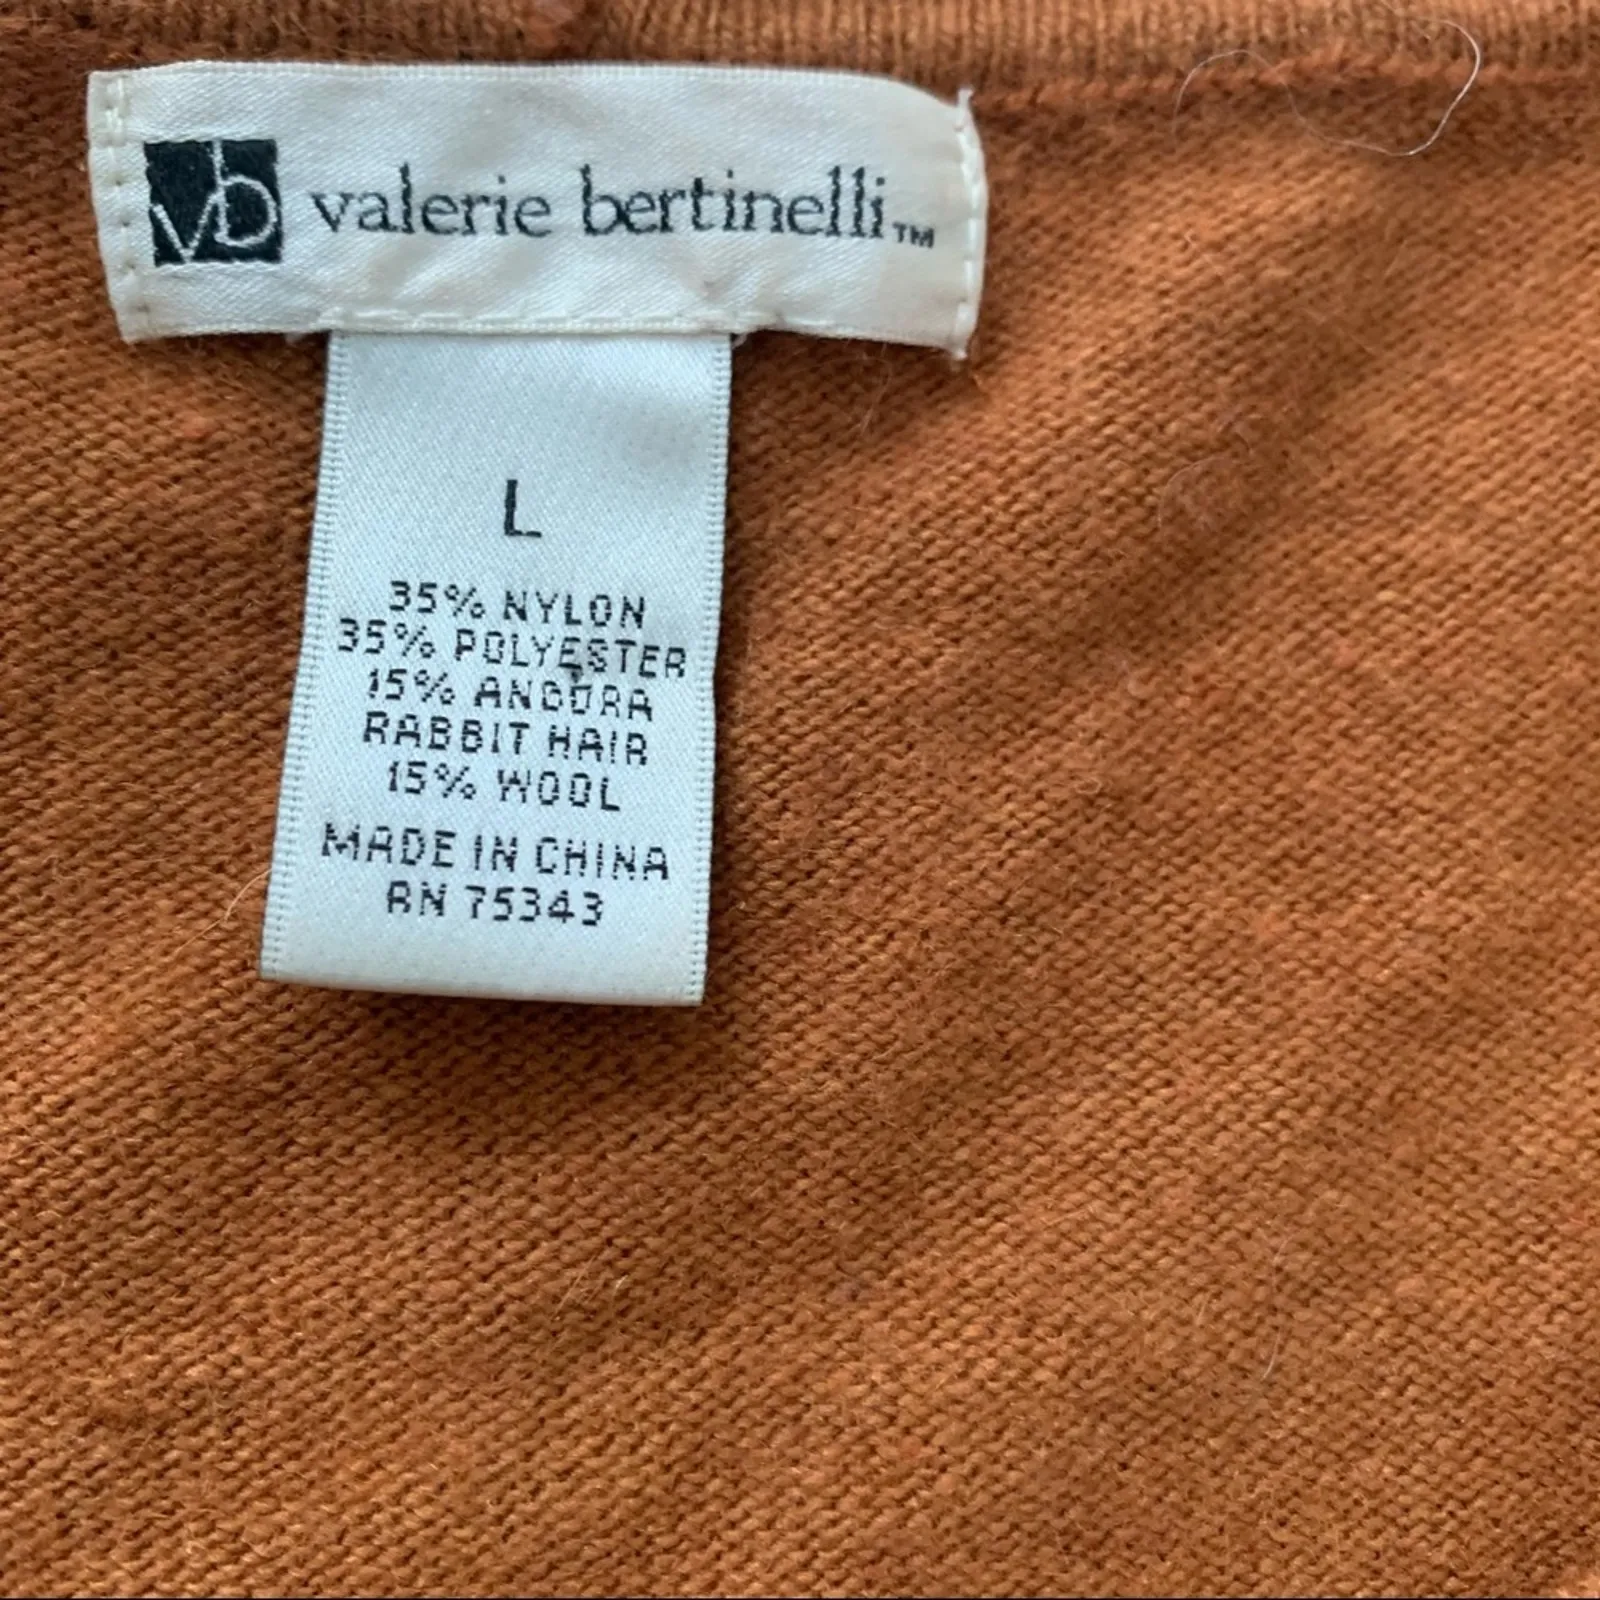 vb valerie bertinelli™
L
35% NYLON
35% POLYESTER
15% ANGORA
RABBIT HAIR
15% WOOL
MADE IN CHINA
RN 75343